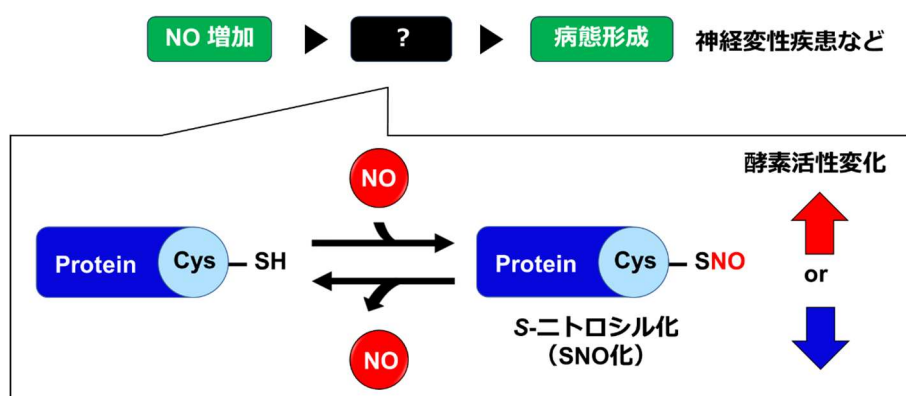 NO 増加
?
病態形成
神経変性疾患など
NO
酵素活性変化
Protein
Cys
SH
Protein
Cys
SNO
or
S-ニトロシル化
(SNO化)
NO